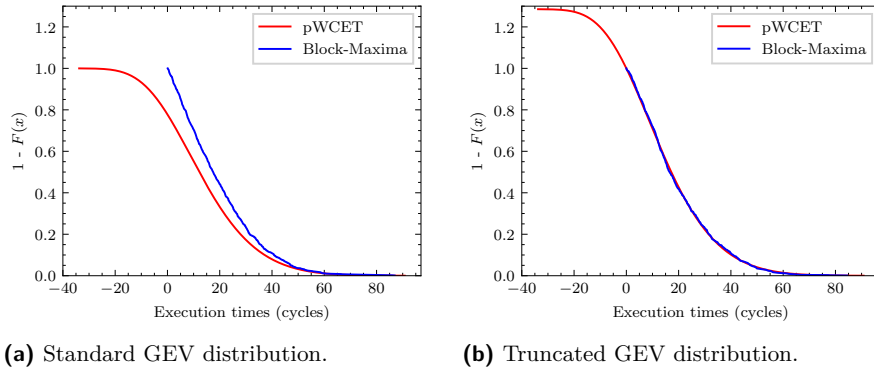 pWCET
Block-Maxima
1.2
1.0
0.8
0.6
0.4
0.2
0.0
1 - F(x)
−40 −20 0 20 40 60 80
Execution times (cycles)
(a) Standard GEV distribution.
pWCET
Block-Maxima
1.2
1.0
0.8
0.6
0.4
0.2
0.0
1 - F(x)
−40 −20 0 20 40 60 80
Execution times (cycles)
(b) Truncated GEV distribution.